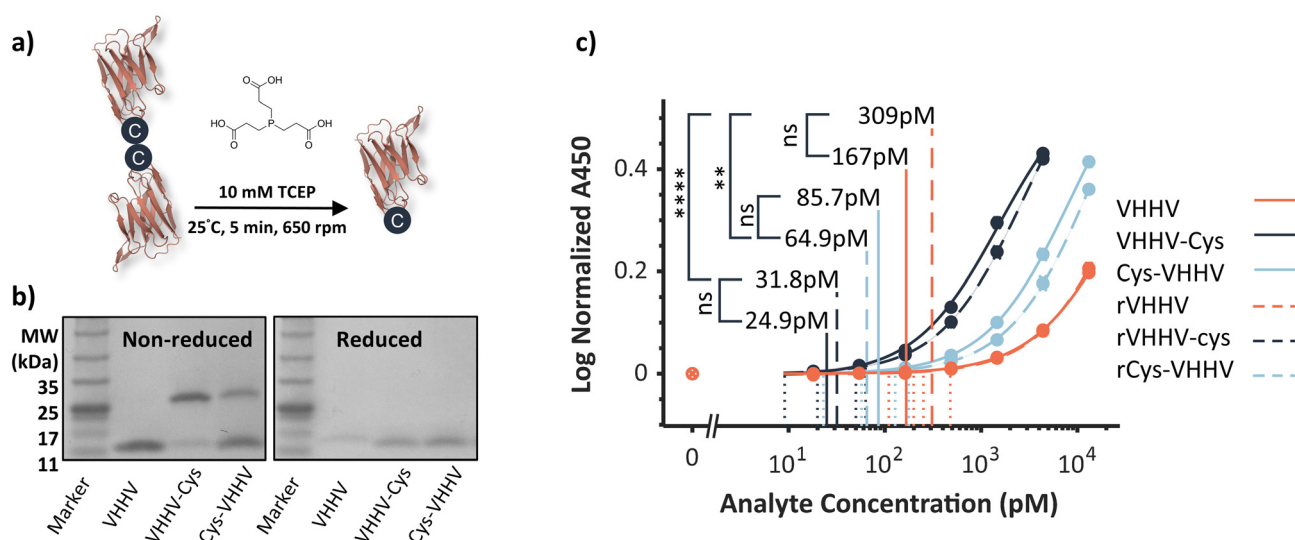 a)
C
C
O
OH
HO
O
P
O
OH
10 mM TCEP
25°C, 5 min, 650 rpm
C
b)
MW
(kDa)
35
25
17
11
Non-reduced
Reduced
Marker
VHHV
VHHV-Cys
Cys-VHHV
Marker
VHHV
VHHV-Cys
Cys-VHHV
c)
Log Normalized A450
0.4
0.2
0
****
**
ns
ns
ns
309pM
167pM
85.7pM
64.9pM
31.8pM
24.9pM
0
10¹
10²
10³
10⁴
Analyte Concentration (pM)
VHHV
VHHV-Cys
Cys-VHHV
rVHHV
rVHHV-cys
rCys-VHHV